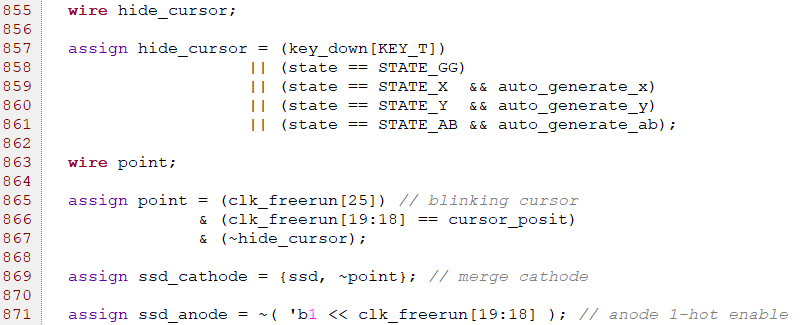 855 wire hide_cursor;
856
857 assign hide_cursor = (key_down[KEY_T])
858 || (state == STATE_GG)
859 || (state == STATE_X && auto_generate_x)
860 || (state == STATE_Y && auto_generate_y)
861 || (state == STATE_AB && auto_generate_ab);
862
863 wire point;
864
865 assign point = (clk_freerun[25]) // blinking cursor
866 & (clk_freerun[19:18] == cursor_posit)
867 & (~hide_cursor);
868
869 assign ssd_cathode = {ssd, ~point}; // merge cathode
870
871 assign ssd_anode = ~( 'b1 << clk_freerun[19:18] ); // anode 1-hot enable